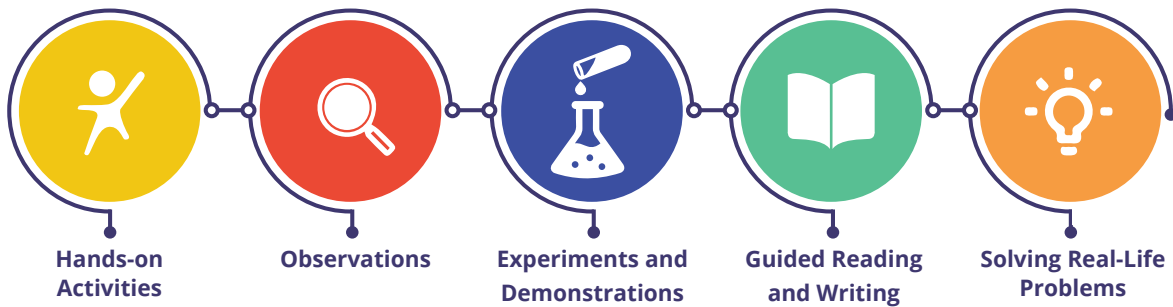 Hands-on
Activities
Observations
Experiments and
Demonstrations
Guided Reading
and Writing
Solving Real-Life
Problems